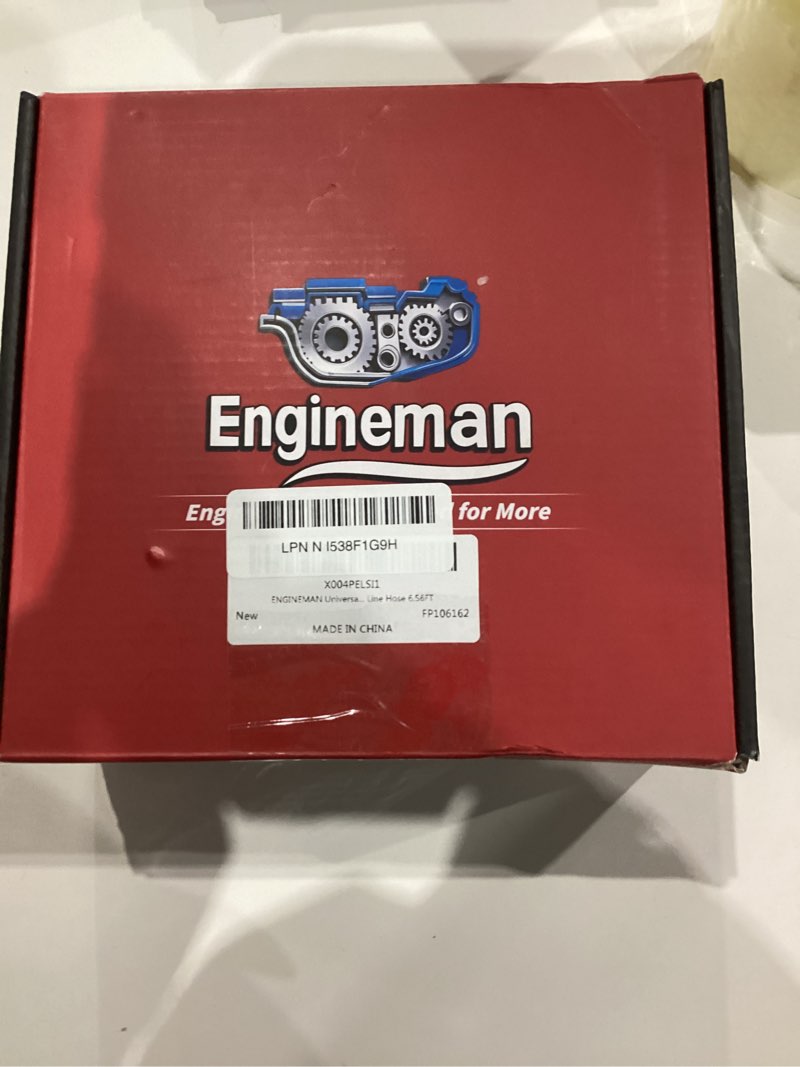 Engineman
Eng for More
LPN N I538F1G9H
X004PELSI1
ENGINEMAN Universa... Line Hose 6.56FT
New FP106162
MADE IN CHINA